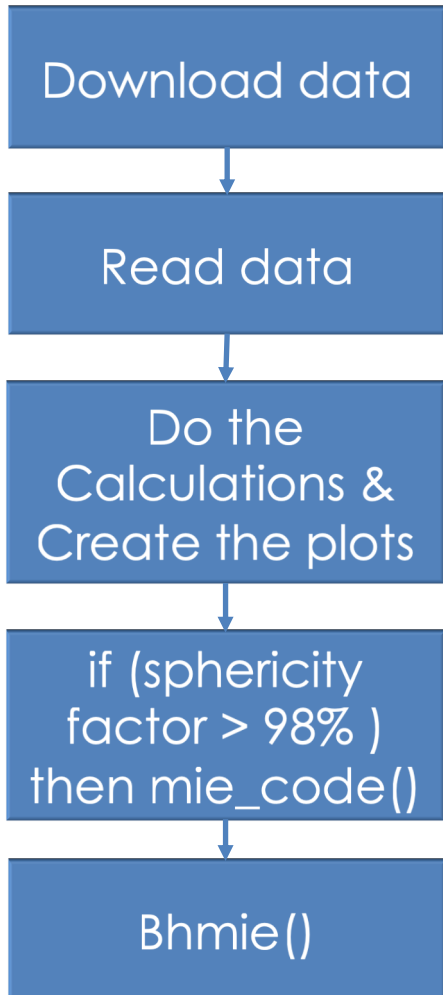 Download data
Read data
Do the
Calculations &
Create the plots
if (sphericity
factor > 98% )
then mie_code()
Bhmie()